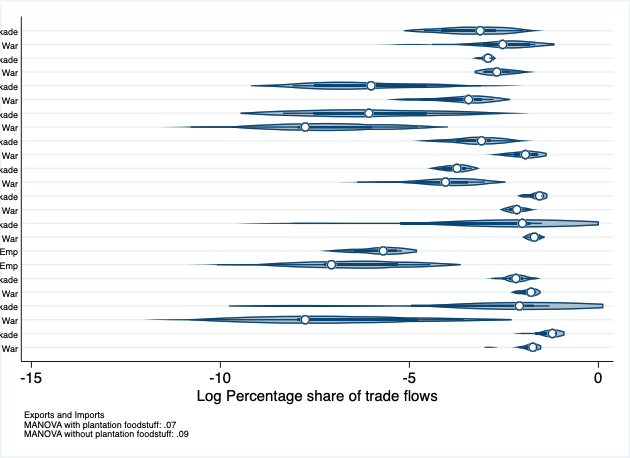 kade
War
kade
War
kade
War
kade
War
kade
War
kade
War
kade
War
kade
War
Emp
Emp
kade
War
kade
War
kade
War
-15 -10 -5 0
Log Percentage share of trade flows
Exports and Imports
MANOVA with plantation foodstuff: .07
MANOVA without plantation foodstuff: .09